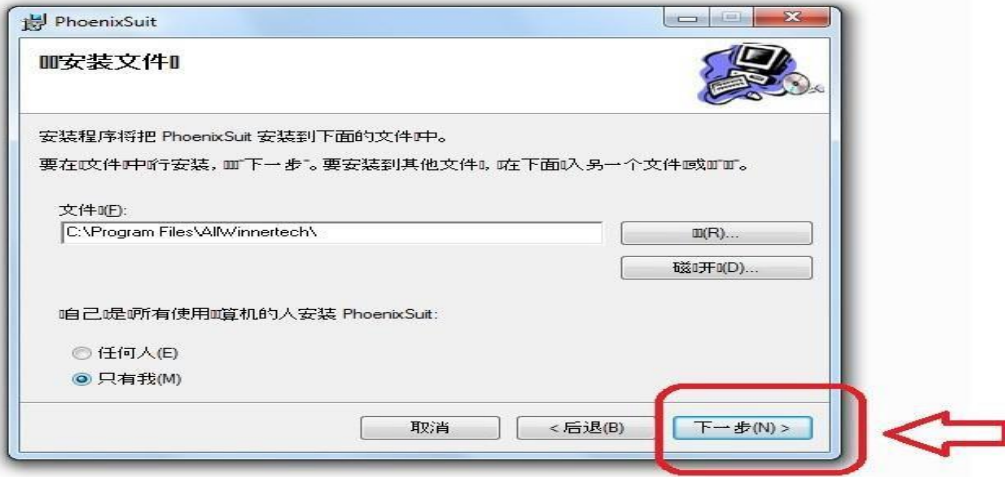 PhoenixSuit
安装文件
安装程序将把 PhoenixSuit 安装到下面的文件中。
要在文件中行安装, "下一步"。要安装到其他文件, 在下面入另一个文件或""。
文件(F):
C:\Program Files\AllWinnertech\
(R)...
磁开(D)...
自己是所有使用算机的人安装 PhoenixSuit:
任何人(E)
只有我(M)
取消
< 后退(B)
下一步(N) >